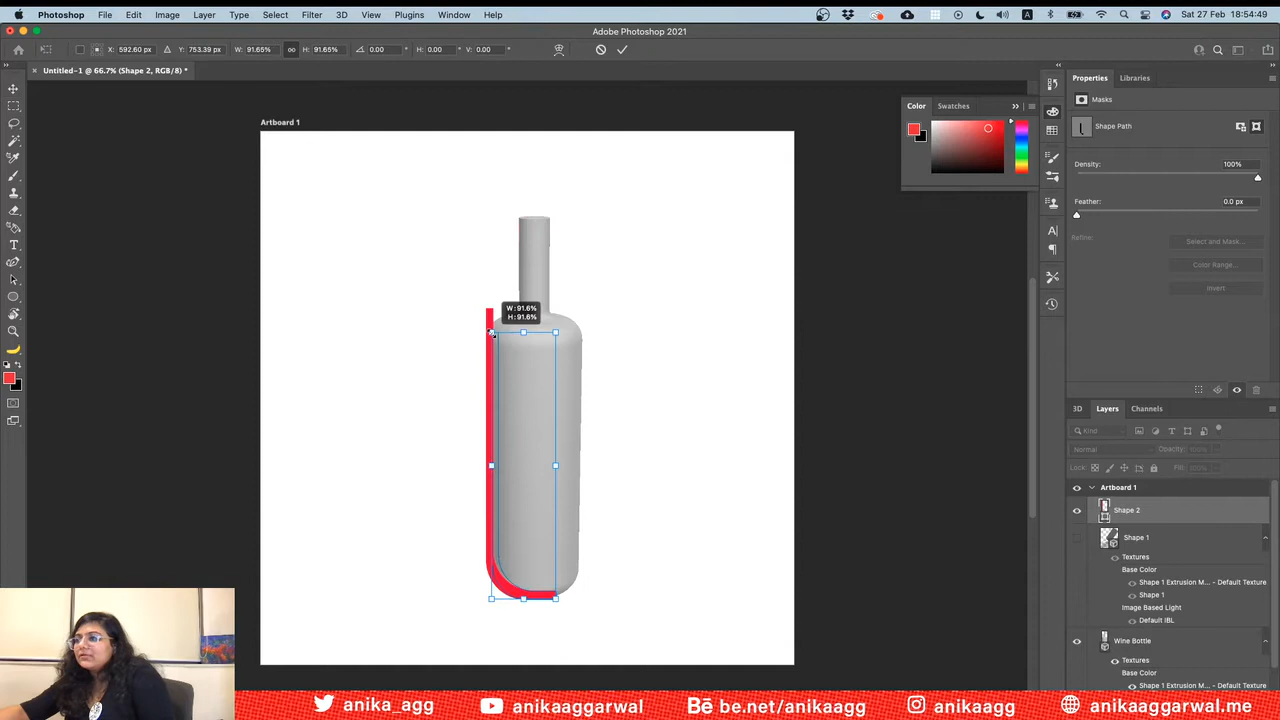 Photoshop File Edit Image Layer Type Select Filter 3D View Plugins Window Help Sat 27 Feb 18:54:49
Adobe Photoshop 2021
X: 592.60 px Y: 753.39 px W: 91.65% H: 91.65% 0.00 ° H: 0.00 ° V: 0.00 °
Untitled-1 @ 66.7% (Shape 2, RGB/8) *
Properties Libraries
Color Swatches
Masks
Artboard 1
Shape Path
Density: 100%
Feather: 0.0 px
Refine:
Select and Mask...
Color Range...
Invert
W: 91.6%
H: 91.6%
3D Layers Channels
Kind
Normal Opacity: 100%
Lock: Fill: 100%
Artboard 1
Shape 2
Shape 1
Textures
Base Color
Shape 1 Extrusion M... - Default Texture
Shape 1
Image Based Light
Default IBL
Wine Bottle
Textures
Base Color
Shape 1 Extrusion M... - Default Texture
anika_agg anikaaggarwal be.net/anikaagg anikaagg anikaaggarwal.me